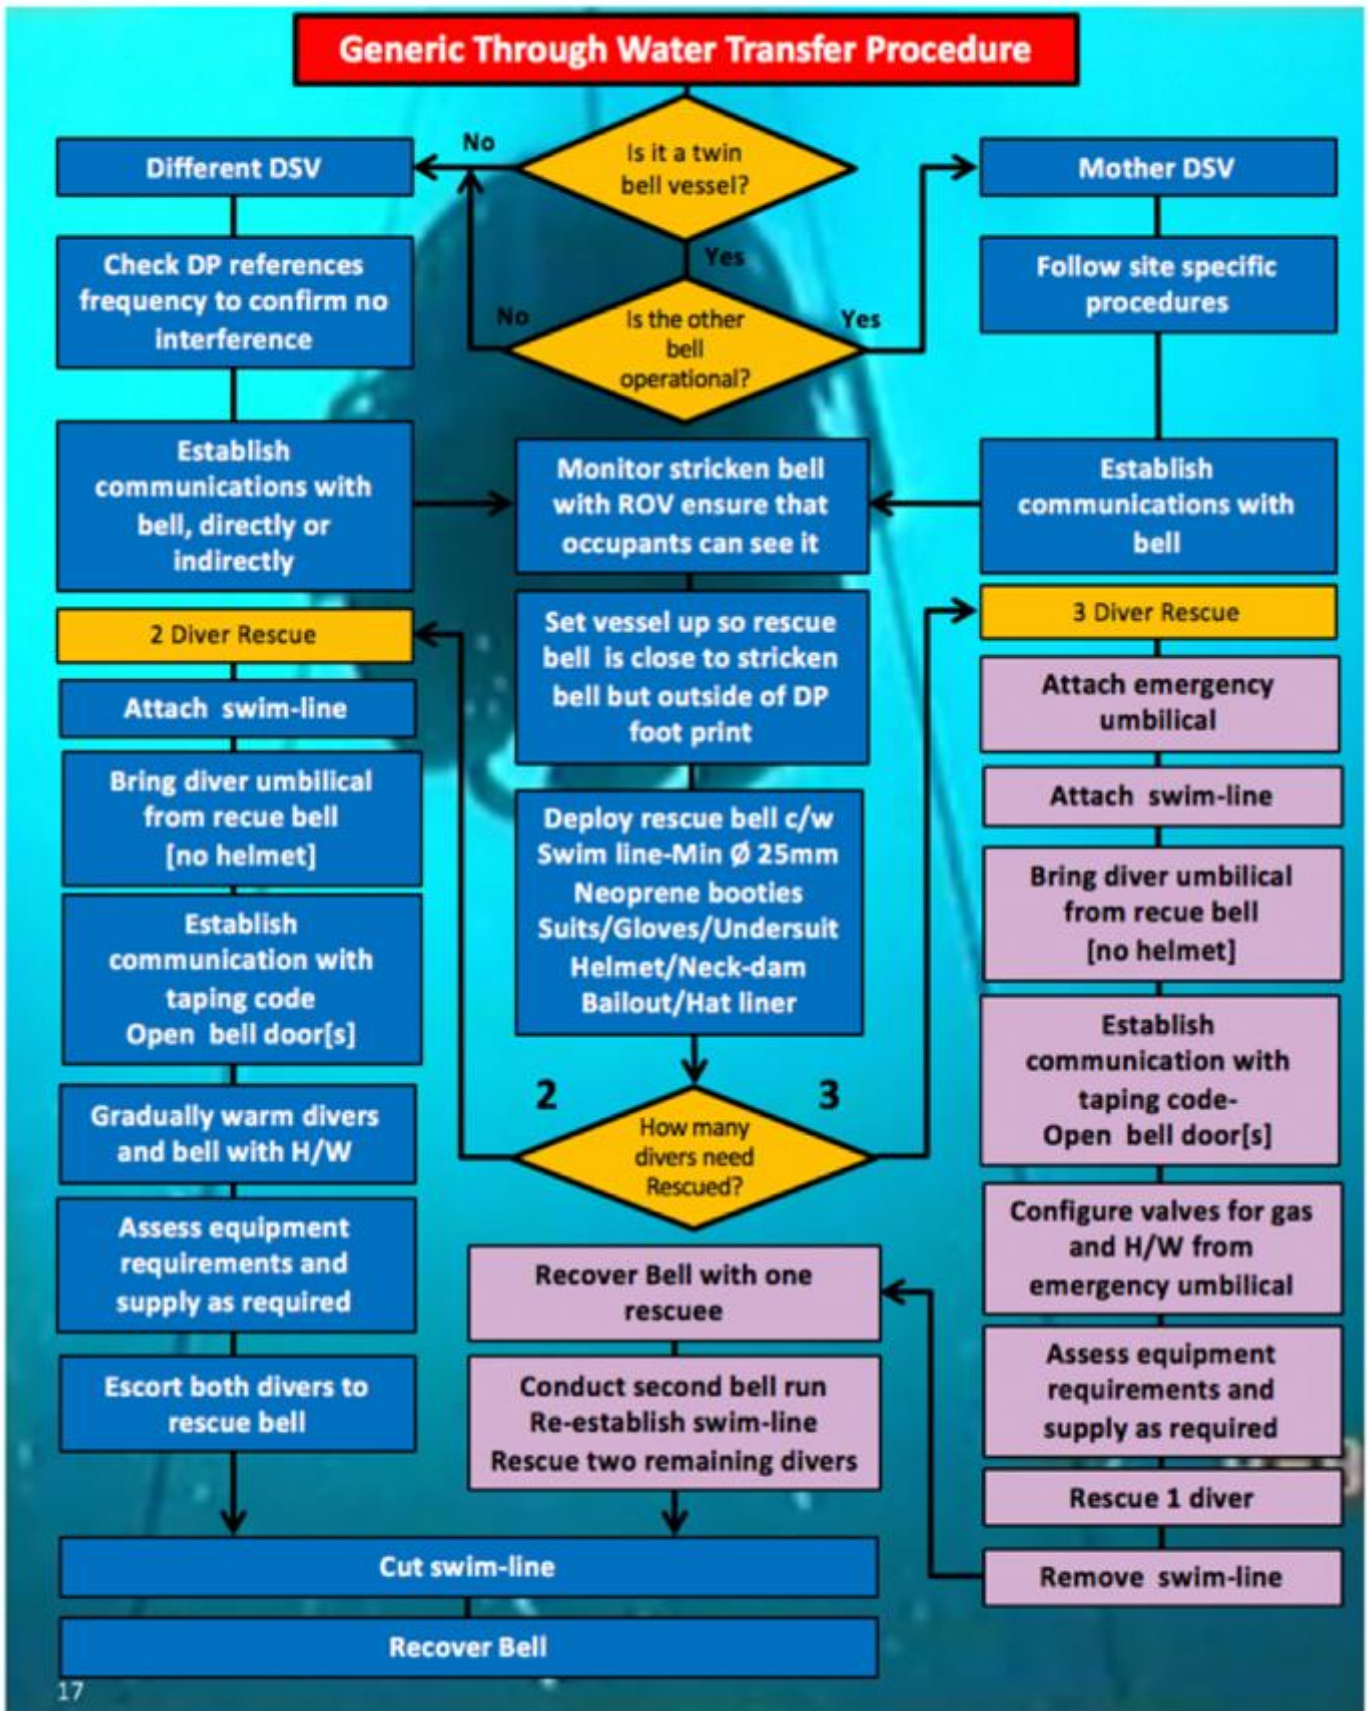 Generic Through Water Transfer Procedure
Is it a twin
bell vessel?
No
Yes
Different DSV
Mother DSV
Check DP references
frequency to confirm no
interference
Follow site specific
procedures
Is the other
bell
operational?
No
Yes
Establish
communications with
bell, directly or
indirectly
Monitor stricken bell
with ROV ensure that
occupants can see it
Establish
communications with
bell
Set vessel up so rescue
bell is close to stricken
bell but outside of DP
foot print
Deploy rescue bell c/w
Swim line-Min Ø 25mm
Neoprene booties
Suits/Gloves/Undersuit
Helmet/Neck-dam
Bailout/Hat liner
2
3
How many
divers need
Rescued?
2 Diver Rescue
Attach swim-line
Bring diver umbilical
from recue bell
[no helmet]
Establish
communication with
taping code
Open bell door[s]
Gradually warm divers
and bell with H/W
Assess equipment
requirements and
supply as required
Escort both divers to
rescue bell
3 Diver Rescue
Attach emergency
umbilical
Attach swim-line
Bring diver umbilical
from recue bell
[no helmet]
Establish
communication with
taping code-
Open bell door[s]
Configure valves for gas
and H/W from
emergency umbilical
Assess equipment
requirements and
supply as required
Rescue 1 diver
Remove swim-line
Recover Bell with one
rescuee
Conduct second bell run
Re-establish swim-line
Rescue two remaining divers
Cut swim-line
Recover Bell
17